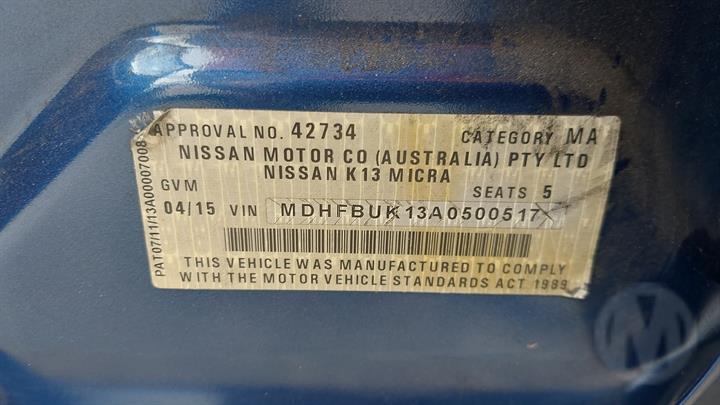 APPROVAL NO. 42734 CATEGORY MA
NISSAN MOTOR CO (AUSTRALIA) PTY LTD
NISSAN K13 MICRA
GVM SEATS 5
04/15 VIN MDHFBUK13A0500517
THIS VEHICLE WAS MANUFACTURED TO COMPLY
WITH THE MOTOR VEHICLE STANDARDS ACT 1989
PAT07/11/13A00007008
M